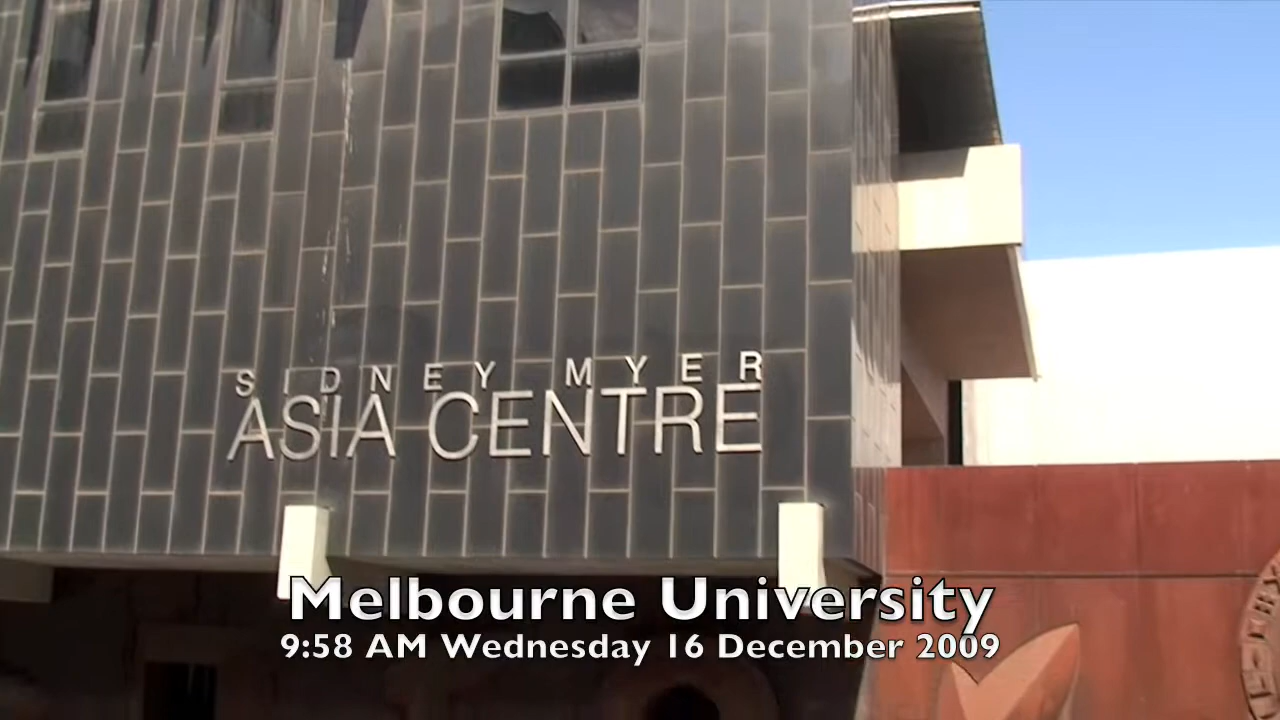 SIDNEY MYER
ASIA CENTRE
Melbourne University
9:58 AM Wednesday 16 December 2009